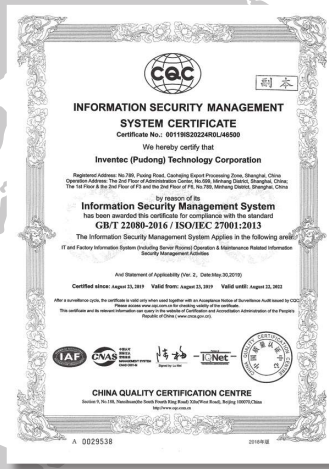 CQC
副本
INFORMATION SECURITY MANAGEMENT
SYSTEM CERTIFICATE
Certificate No.: 00119IS20224R0L/46500
We hereby certify that
Inventec (Pudong) Technology Corporation
Registered Address: No.789, Puxing Road, Caohejing Export Processing Zone, Shanghai, China
Operation Address: The 2nd Floor of Administration Center, No.698, Minhang District, Shanghai, China;
The 1st Floor & the 2nd Floor of F3 and the 2nd Floor of F6, No.789, Minhang District, Shanghai, China
by reason of its
Information Security Management System
has been awarded this certificate for compliance with the standard
GB/T 22080-2016 / ISO/IEC 27001:2013
The Information Security Management System Applies in the following area:
IT and Factory Information System (Including Server Rooms) Operation & Maintenance Related Information
Security Management Activities
And Statement of Applicability (Ver. 2, Date:May.30,2019)
Certified since: August 23, 2019 Valid from: August 23, 2019 Valid until: August 22, 2022
After a surveillance cycle, the certificate is valid only when used together with an Acceptance Notice of Surveillance Audit issued by CQC
Please access www.cqc.com.cn for checking validity of the certificate.
This certificate and its relevant information can query in the website of Certification and Accreditation Administration of the People's
Republic of China ( www.cnca.gov.cn).
IAF
CNAS
IQNet
CHINA QUALITY CERTIFICATION CENTRE
Section 9, No.188, Nansihuan(the South Fourth Ring Road) Xilu(West Road), Beijing 100070,China
http://www.cqc.com.cn
A 0029538
2018年版